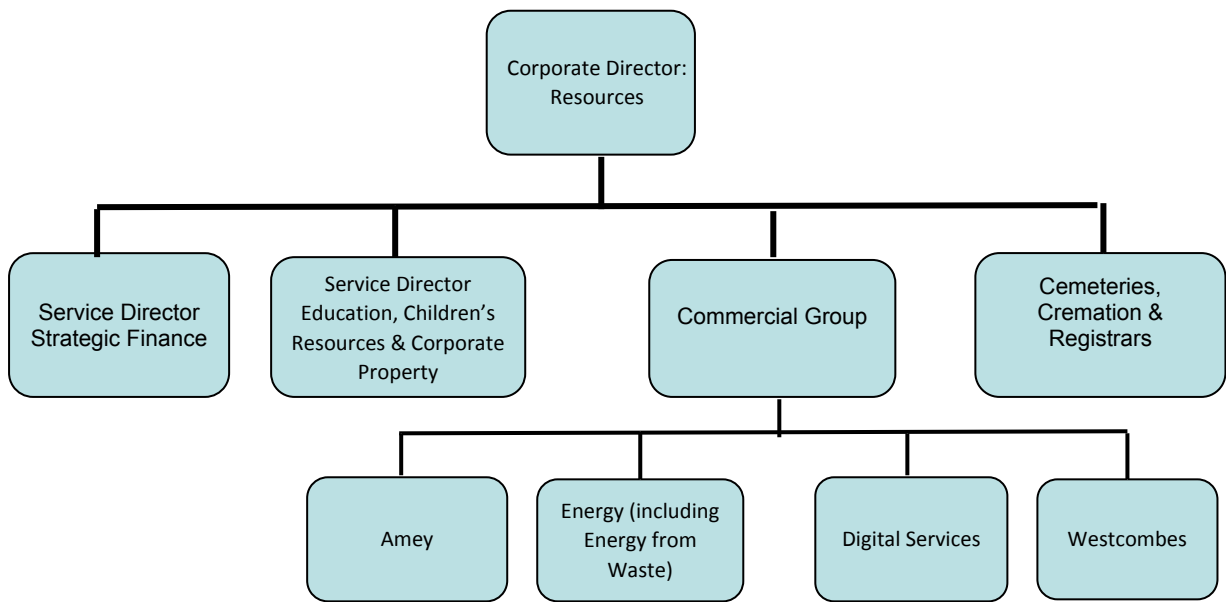 Corporate Director:
Resources
Service Director
Strategic Finance
Service Director
Education, Children’s
Resources & Corporate
Property
Commercial Group
Cemeteries,
Cremation &
Registrars
Amey
Energy (including
Energy from
Waste)
Digital Services
Westcombes